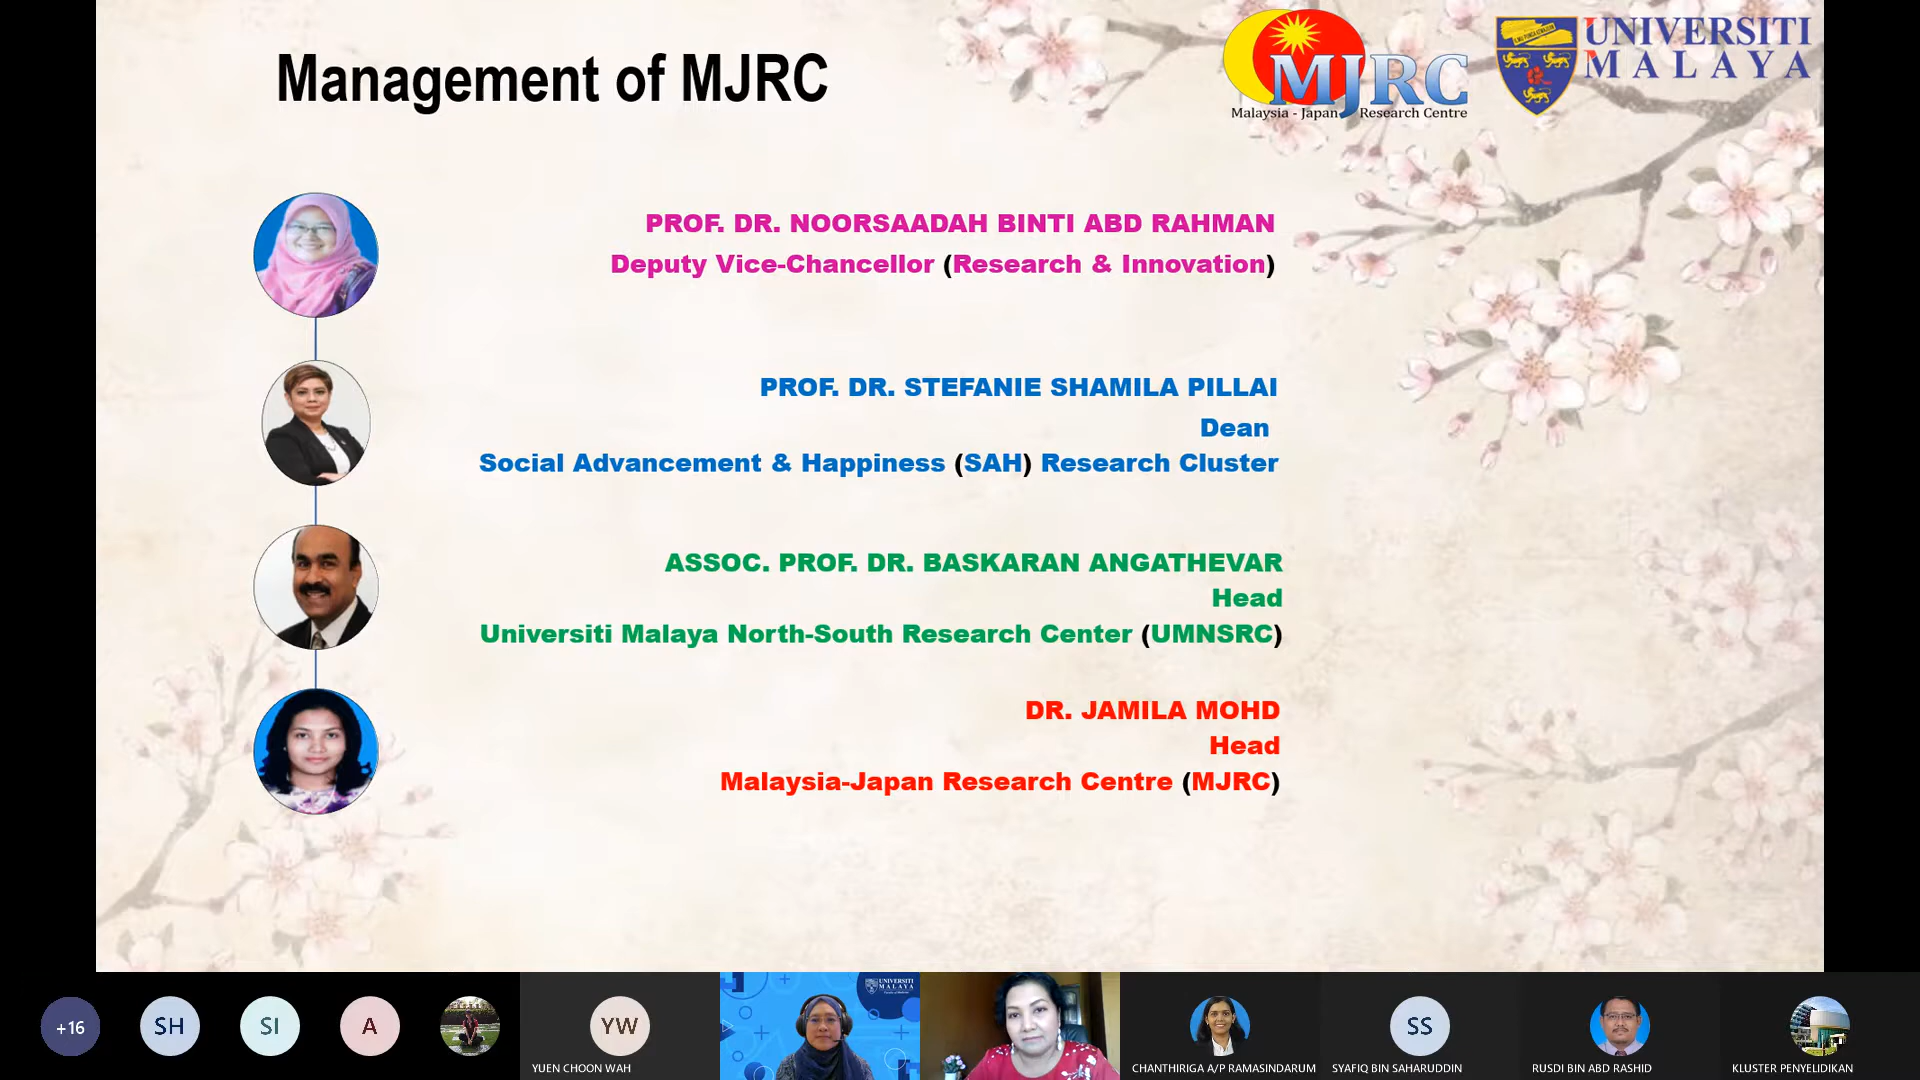 Management of MJRC
MJRC
Malaysia - Japan Research Centre
UNIVERSITI
MALAYA
PROF. DR. NOORSAADAH BINTI ABD RAHMAN
Deputy Vice-Chancellor (Research & Innovation)
PROF. DR. STEFANIE SHAMILA PILLAI
Dean
Social Advancement & Happiness (SAH) Research Cluster
ASSOC. PROF. DR. BASKARAN ANGATHEVAR
Head
Universiti Malaya North-South Research Center (UMNSRC)
DR. JAMILA MOHD
Head
Malaysia-Japan Research Centre (MJRC)
+16
SH
SI
A
YW
YUEN CHOON WAH
UNIVERSITI
MALAYA
CHANTHIRIGA A/P RAMASINDARUM
SS
SYAFIQ BIN SAHARUDDIN
RUSDI BIN ABD RASHID
KLUSTER PENYELIDIKAN